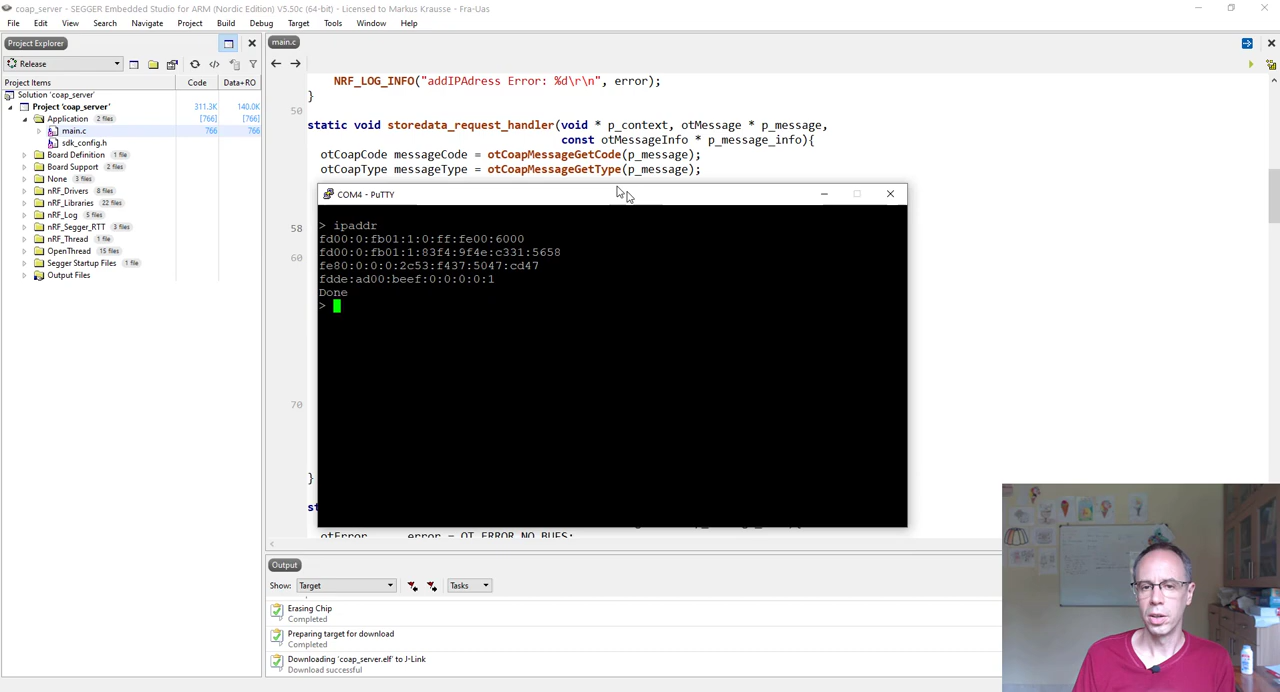 coap_server - SEGGER Embedded Studio for ARM (Nordic Edition) V5.50c (64-bit) - Licensed to Markus Krausse - Fra-Uas
File Edit View Search Navigate Project Build Debug Target Tools Window Help
Project Explorer
Release
Project Items Code Data+RO
Solution 'coap_server'
Project 'coap_server' 311.3K 140.0K
Application 2 files [766] [766]
main.c 766 766
sdk_config.h
Board Definition 1 file
Board Support 2 files
None 3 files
nRF_Drivers 8 files
nRF_Libraries 22 files
nRF_Log 5 files
nRF_Segger_RTT 3 files
nRF_Thread 1 file
OpenThread 15 files
Segger Startup Files 1 file
Output Files
main.c
NRF_LOG_INFO("addIPAdress Error: %d\r\n", error);
}
50
static void storedata_request_handler(void * p_context, otMessage * p_message,
const otMessageInfo * p_message_info){
otCoapCode messageCode = otCoapMessageGetCode(p_message);
otCoapType messageType = otCoapMessageGetType(p_message);
58
60
70
}
COM4 - PuTTY
> ipaddr
fd00:0:fb01:1:0:ff:fe00:6000
fd00:0:fb01:1:83f4:9f4e:c331:5658
fe80:0:0:0:2c53:f437:5047:cd47
fdde:ad00:beef:0:0:0:0:1
Done
>
otError error = OT_ERROR_NO_BUFS;
Output
Show: Target Tasks
Erasing Chip
Completed
Preparing target for download
Completed
Downloading 'coap_server.elf' to J-Link
Download successful